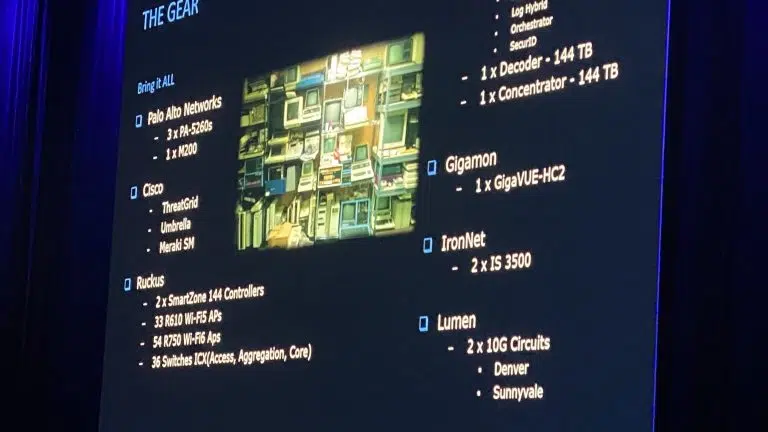 THE GEAR
Bring it ALL
Palo Alto Networks
- 3 x PA-5260s
- 1 x M200
Cisco
• ThreatGrid
• Umbrella
• Meraki SM
Ruckus
- 2 x SmartZone 144 Controllers
- 33 R610 Wi-Fi5 APs
- 54 R750 Wi-Fi6 Aps
- 36 Switches ICX(Access, Aggregation, Core)
• Log Hybrid
• Orchestrator
• SecurID
- 1 x Decoder - 144 TB
- 1 x Concentrator - 144 TB
Gigamon
- 1 x GigaVUE-HC2
IronNet
- 2 x IS 3500
Lumen
- 2 x 10G Circuits
• Denver
• Sunnyvale